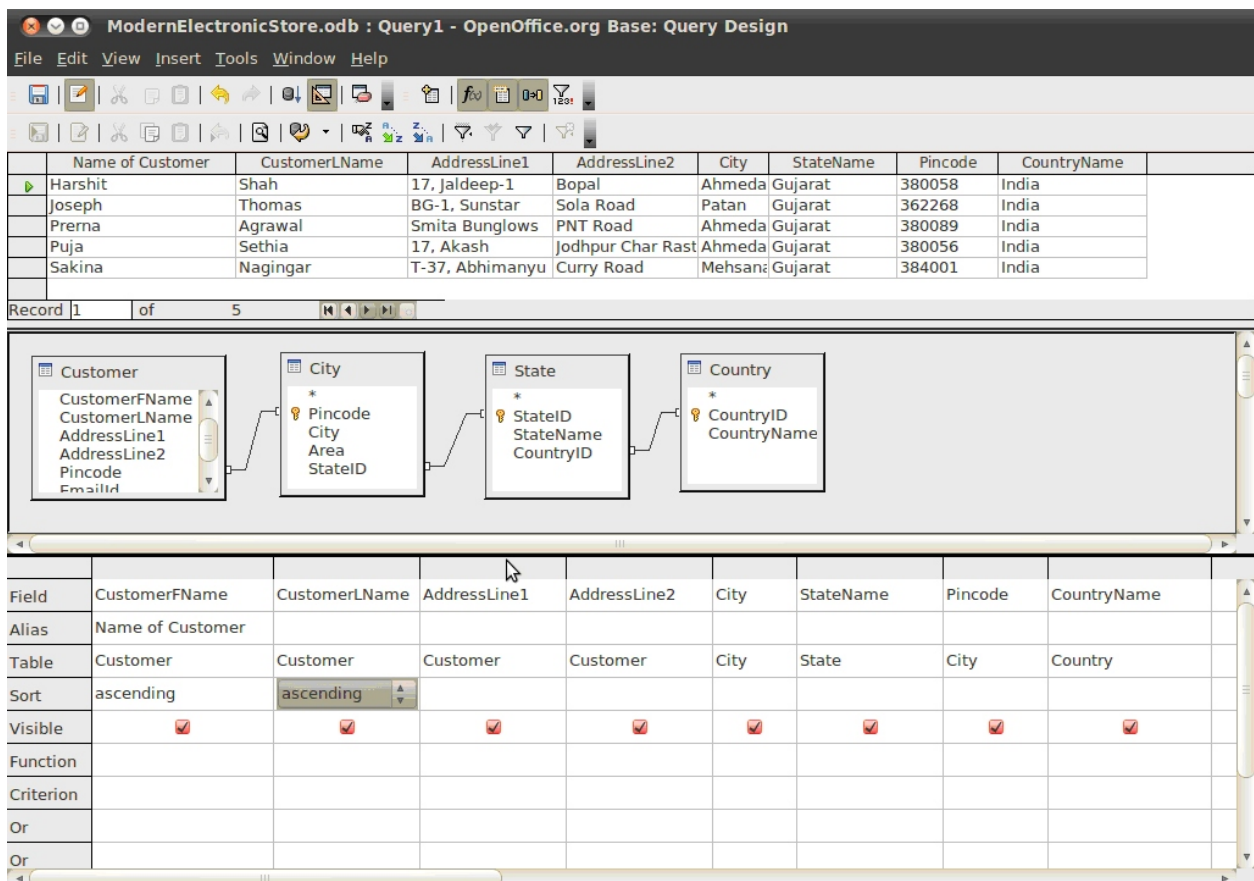 ModernElectronicStore.odb : Query1 - OpenOffice.org Base: Query Design
File Edit View Insert Tools Window Help
Name of Customer CustomerLName AddressLine1 AddressLine2 City StateName Pincode CountryName
Harshit Shah 17, Jaldeep-1 Bopal Ahmeda Gujarat 380058 India
Joseph Thomas BG-1, Sunstar Sola Road Patan Gujarat 362268 India
Prerna Agrawal Smita Bunglows PNT Road Ahmeda Gujarat 380089 India
Puja Sethia 17, Akash Jodhpur Char Rast Ahmeda Gujarat 380056 India
Sakina Nagingar T-37, Abhimanyu Curry Road Mehsana Gujarat 384001 India
Record 1 of 5
Customer
CustomerFName
CustomerLName
AddressLine1
AddressLine2
Pincode
EmailId
City
*
Pincode
City
Area
StateID
State
*
StateID
StateName
CountryID
Country
*
CountryID
CountryName
Field CustomerFName CustomerLName AddressLine1 AddressLine2 City StateName Pincode CountryName
Alias Name of Customer
Table Customer Customer Customer Customer City State City Country
Sort ascending ascending
Visible
Function
Criterion
Or
Or